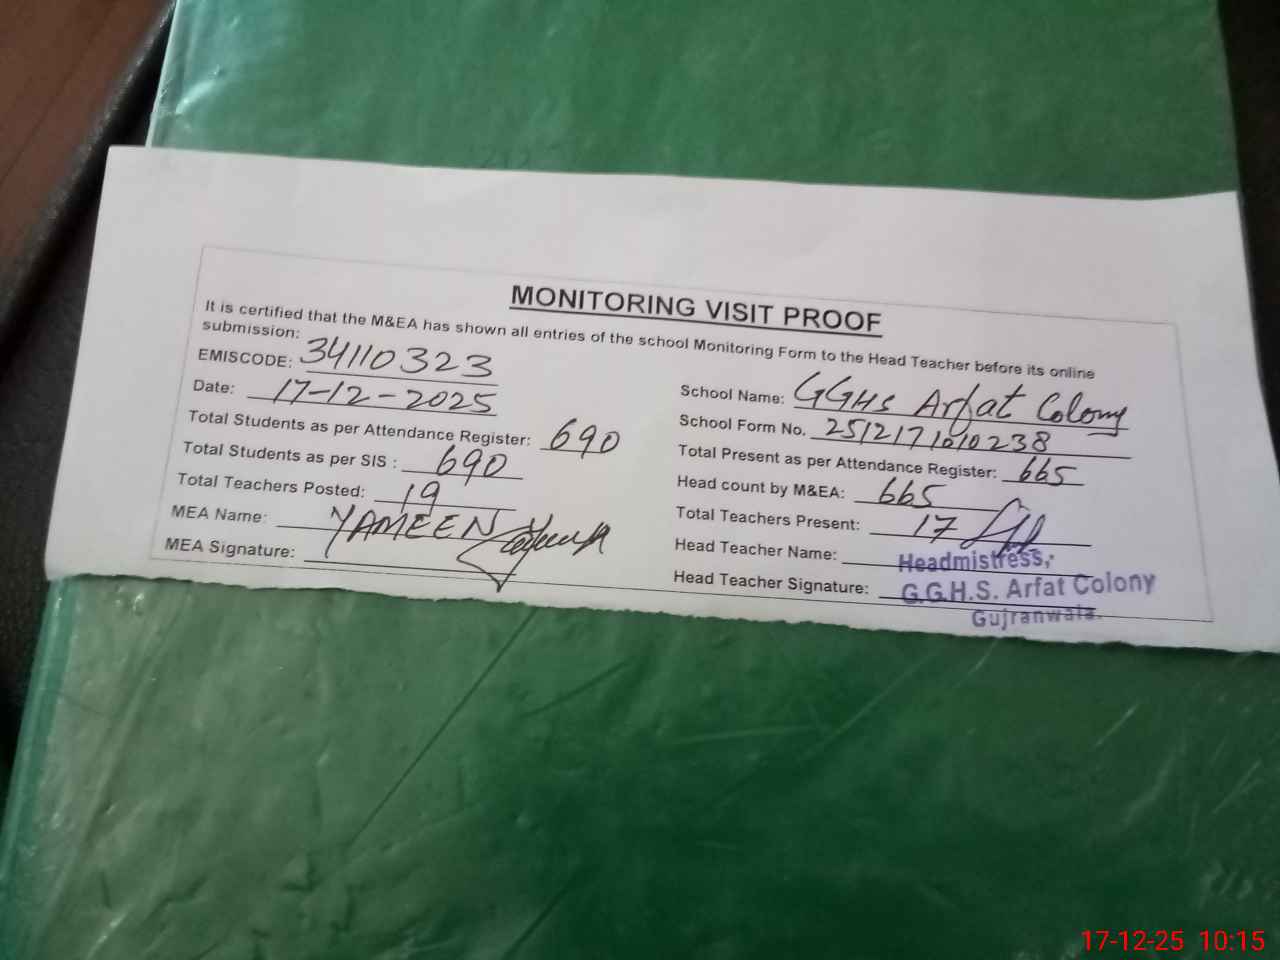 MONITORING VISIT PROOF
It is certified that the M&EA has shown all entries of the school Monitoring Form to the Head Teacher before its online
submission:
EMISCODE: 34110323
Date: 17-12-2025
Total Students as per Attendance Register: 690
Total Students as per SIS : 690
Total Teachers Posted: 19
MEA Name: YAMEEN
MEA Signature:
School Name: GGHS Arfat Colony
School Form No. 2512171010238
Total Present as per Attendance Register: 665
Head count by M&EA: 665
Total Teachers Present: 17
Head Teacher Name:
Head Teacher Signature:
Headmistress,
G.G.H.S. Arfat Colony
Gujranwala.
17-12-25 10:15